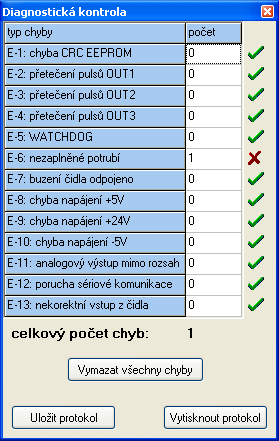 Diagnostická kontrola
typ chyby počet
E-1: chyba CRC EEPROM 0
E-2: přetečení pulsů OUT1 0
E-3: přetečení pulsů OUT2 0
E-4: přetečení pulsů OUT3 0
E-5: WATCHDOG 0
E-6: nezaplněné potrubí 1
E-7: buzení čidla odpojeno 0
E-8: chyba napájení +5V 0
E-9: chyba napájení +24V 0
E-10: chyba napájení -5V 0
E-11: analogový výstup mimo rozsah 0
E-12: porucha sériové komunikace 0
E-13: nekorektní vstup z čidla 0
celkový počet chyb: 1
Vymazat všechny chyby
Uložit protokol Vytisknout protokol